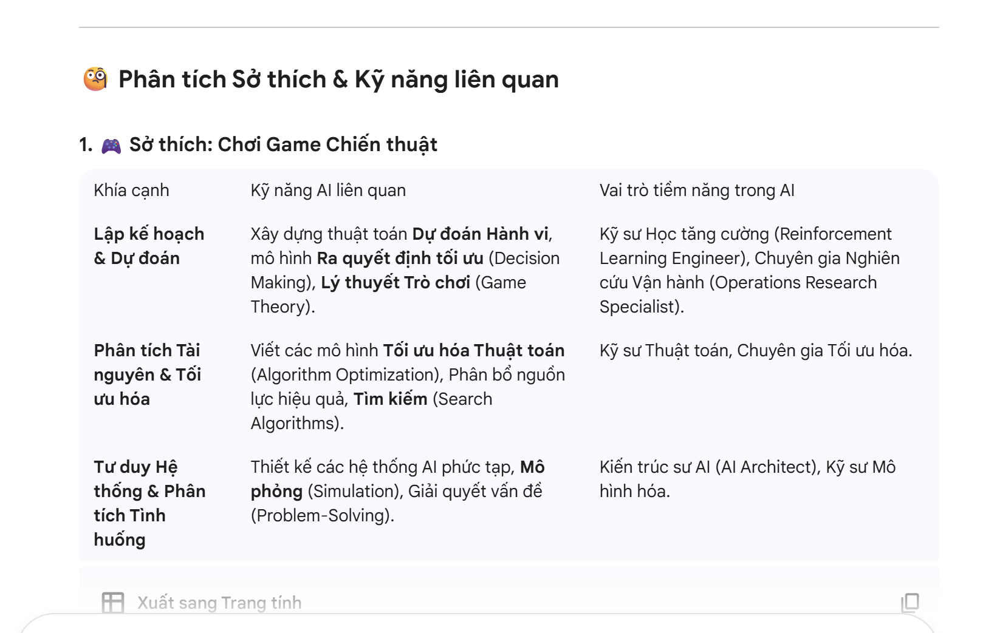 🧐 Phân tích Sở thích & Kỹ năng liên quan
1. 🎮 Sở thích: Chơi Game Chiến thuật
Khía cạnh
Kỹ năng AI liên quan
Vai trò tiềm năng trong AI
Lập kế hoạch
& Dự đoán
Xây dựng thuật toán Dự đoán Hành vi,
mô hình Ra quyết định tối ưu (Decision
Making), Lý thuyết Trò chơi (Game
Theory).
Kỹ sư Học tăng cường (Reinforcement
Learning Engineer), Chuyên gia Nghiên
cứu Vận hành (Operations Research
Specialist).
Phân tích Tài
nguyên & Tối
ưu hóa
Viết các mô hình Tối ưu hóa Thuật toán
(Algorithm Optimization), Phân bổ nguồn
lực hiệu quả, Tìm kiếm (Search
Algorithms).
Kỹ sư Thuật toán, Chuyên gia Tối ưu hóa.
Tư duy Hệ
thống & Phân
tích Tình
huống
Thiết kế các hệ thống AI phức tạp, Mô
phỏng (Simulation), Giải quyết vấn đề
(Problem-Solving).
Kiến trúc sư AI (AI Architect), Kỹ sư Mô
hình hóa.
Xuất sang Trang tính